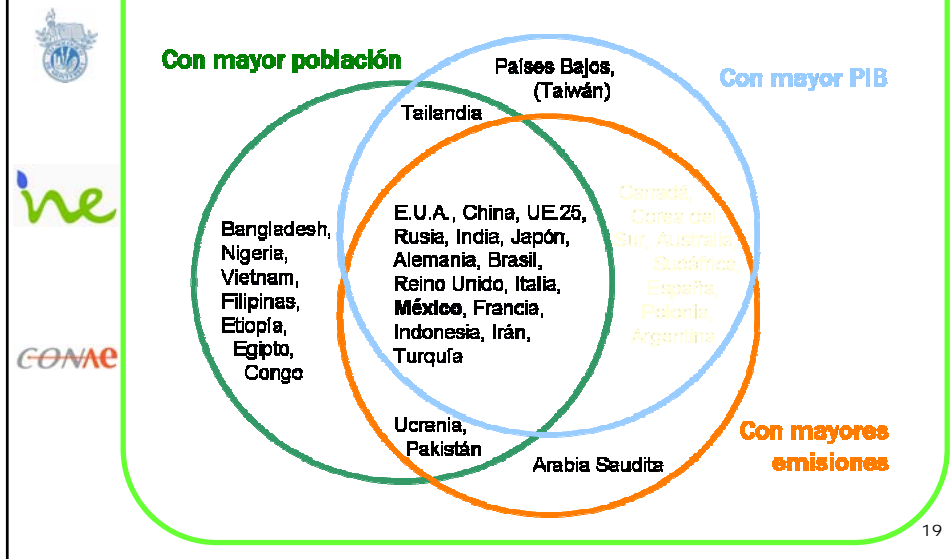 Con mayor población
Países Bajos,
(Taiwán)
Con mayor PIB
Tailandia
ine
Bangladesh,
Nigeria,
Vietnam,
Filipinas,
Etiopía,
Egipto,
Congo
E.U.A., China, UE25,
Rusia, India, Japón,
Alemania, Brasil,
Reino Unido, Italia,
México, Francia,
Indonesia, Irán,
Turquía
Canadá,
Corea del
Sur, Australia,
Sudáfrica,
España,
Polonia,
Argentina
CONAE
Ucrania,
Pakistán
Arabia Saudita
Con mayores
emisiones
19